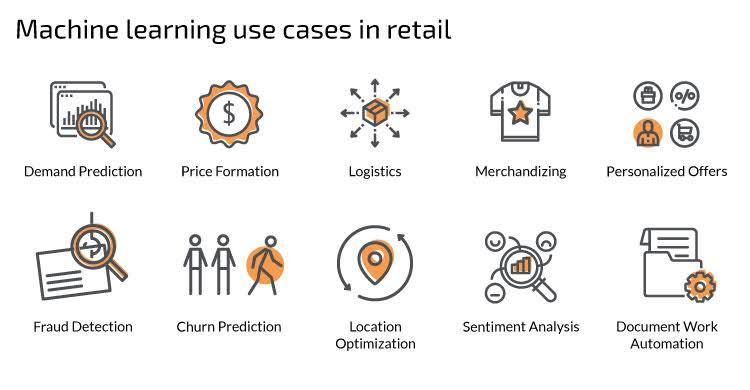 Machine learning use cases in retail
$
%
Demand Prediction
Price Formation
Logistics
Merchandizing
Personalized Offers
Fraud Detection
Churn Prediction
Location
Optimization
Sentiment Analysis
Document Work
Automation